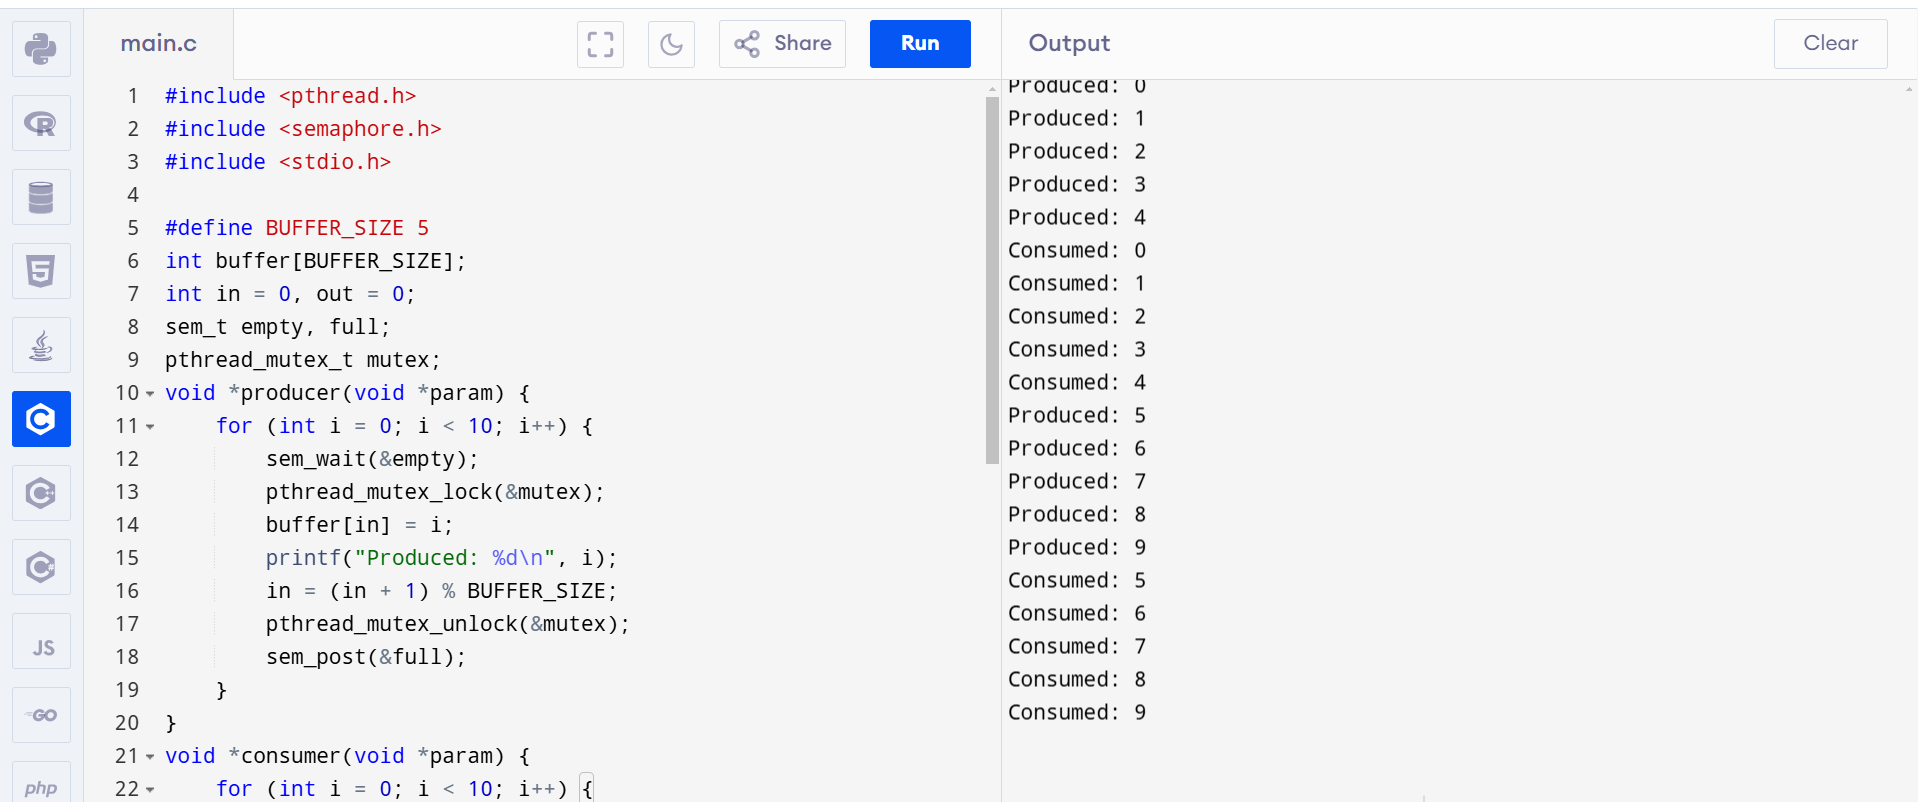 main.c
Share
Run
Output
Clear
1 #include <pthread.h>
2 #include <semaphore.h>
3 #include <stdio.h>
4
5 #define BUFFER_SIZE 5
6 int buffer[BUFFER_SIZE];
7 int in = 0, out = 0;
8 sem_t empty, full;
9 pthread_mutex_t mutex;
10 void *producer(void *param) {
11     for (int i = 0; i < 10; i++) {
12         sem_wait(&empty);
13         pthread_mutex_lock(&mutex);
14         buffer[in] = i;
15         printf("Produced: %d\n", i);
16         in = (in + 1) % BUFFER_SIZE;
17         pthread_mutex_unlock(&mutex);
18         sem_post(&full);
19     }
20 }
21 void *consumer(void *param) {
22     for (int i = 0; i < 10; i++) {
Produced: 0
Produced: 1
Produced: 2
Produced: 3
Produced: 4
Consumed: 0
Consumed: 1
Consumed: 2
Consumed: 3
Consumed: 4
Produced: 5
Produced: 6
Produced: 7
Produced: 8
Produced: 9
Consumed: 5
Consumed: 6
Consumed: 7
Consumed: 8
Consumed: 9
R
5
C
C
C#
JS
GO
php